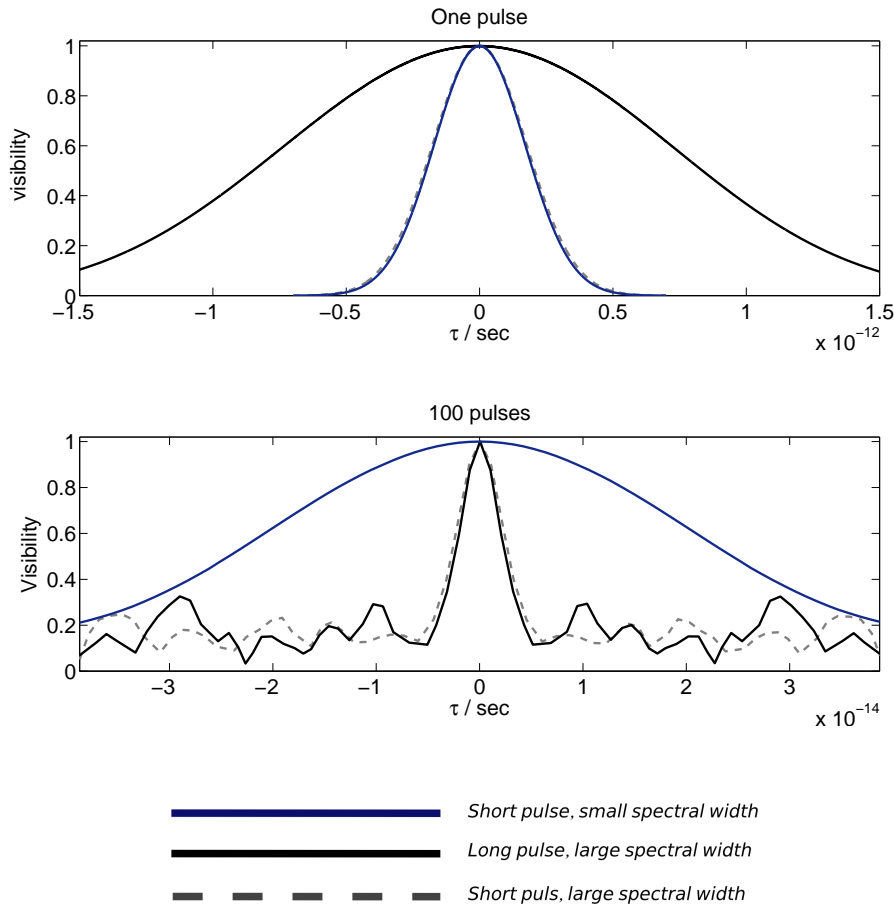 One pulse
1
0.8
0.6
0.4
0.2
0
visibility
−1.5
−1
−0.5
0
0.5
1
1.5
τ / sec
x 10−12
100 pulses
1
0.8
0.6
0.4
0.2
0
Visibility
−3
−2
−1
0
1
2
3
τ / sec
x 10−14
Short pulse, small spectral width
Long pulse, large spectral width
Short puls, large spectral width